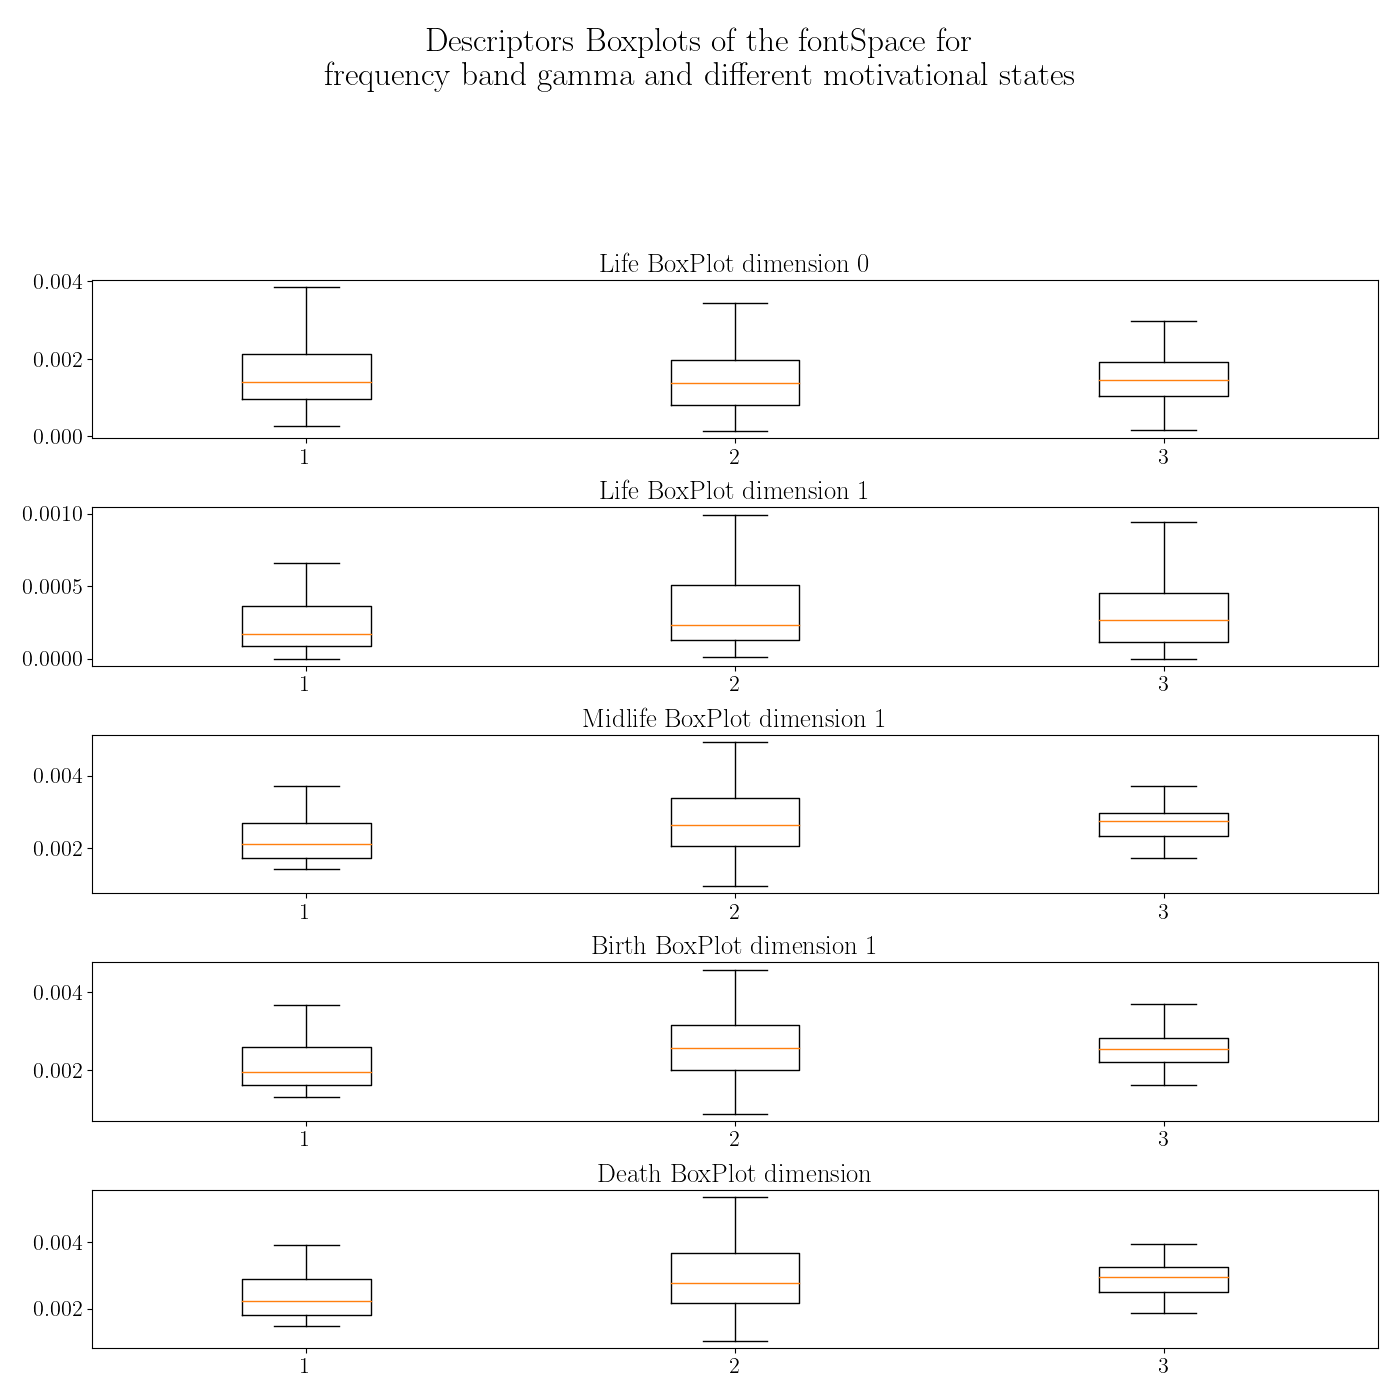 Descriptors Boxplots of the fontSpace for
frequency band gamma and different motivational states
Life BoxPlot dimension 0
0.004
0.002
0.000
1 2 3
Life BoxPlot dimension 1
0.0010
0.0005
0.0000
1 2 3
Midlife BoxPlot dimension 1
0.004
0.002
1 2 3
Birth BoxPlot dimension 1
0.004
0.002
1 2 3
Death BoxPlot dimension
0.004
0.002
1 2 3